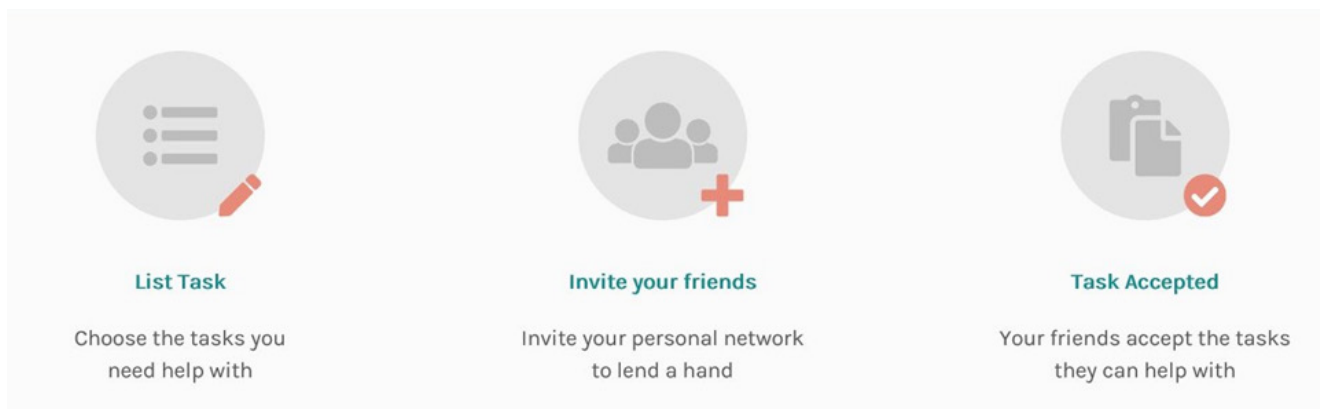 List Task
Choose the tasks you
need help with
Invite your friends
Invite your personal network
to lend a hand
Task Accepted
Your friends accept the tasks
they can help with